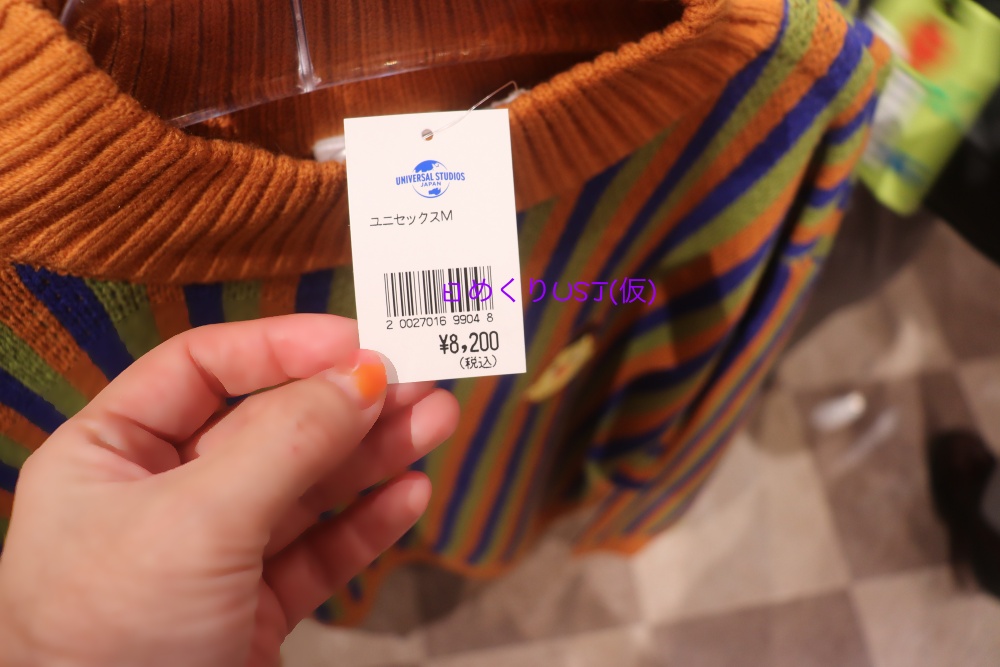 UNIVERSAL STUDIOS
JAPAN
ユニセックスM
日めくりUSJ(仮)
2 0027016 9904 8
¥8,200
(税込)